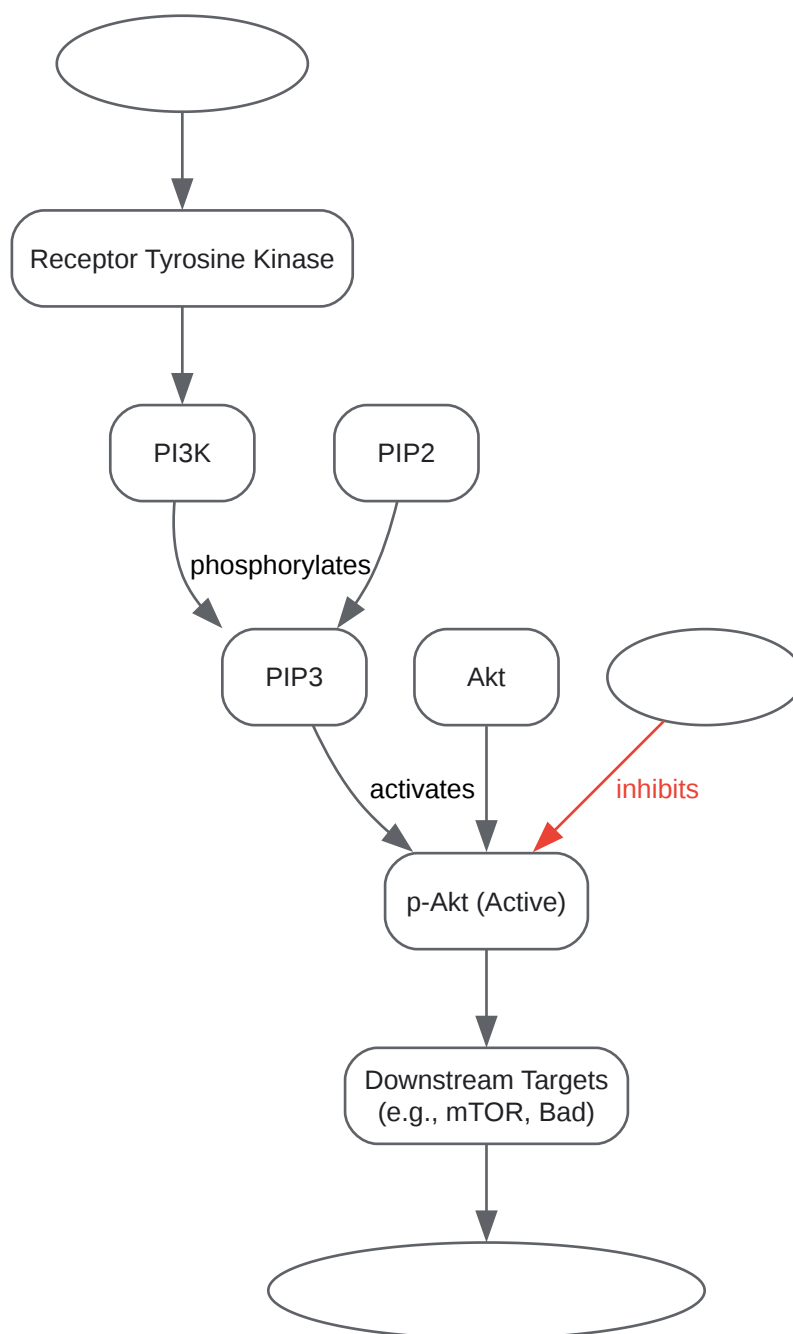 Receptor Tyrosine Kinase
PI3K
PIP2
phosphorylates
PIP3
Akt
activates
inhibits
p-Akt (Active)
Downstream Targets
(e.g., mTOR, Bad)